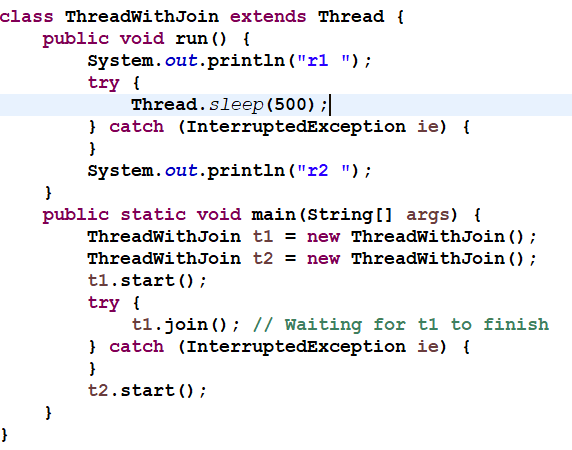 class ThreadWithJoin extends Thread {
    public void run() {
        System.out.println("r1 ");
        try {
            Thread.sleep(500);
        } catch (InterruptedException ie) {
        }
        System.out.println("r2 ");
    }
    public static void main(String[] args) {
        ThreadWithJoin t1 = new ThreadWithJoin();
        ThreadWithJoin t2 = new ThreadWithJoin();
        t1.start();
        try {
            t1.join(); // Waiting for t1 to finish
        } catch (InterruptedException ie) {
        }
        t2.start();
    }
}